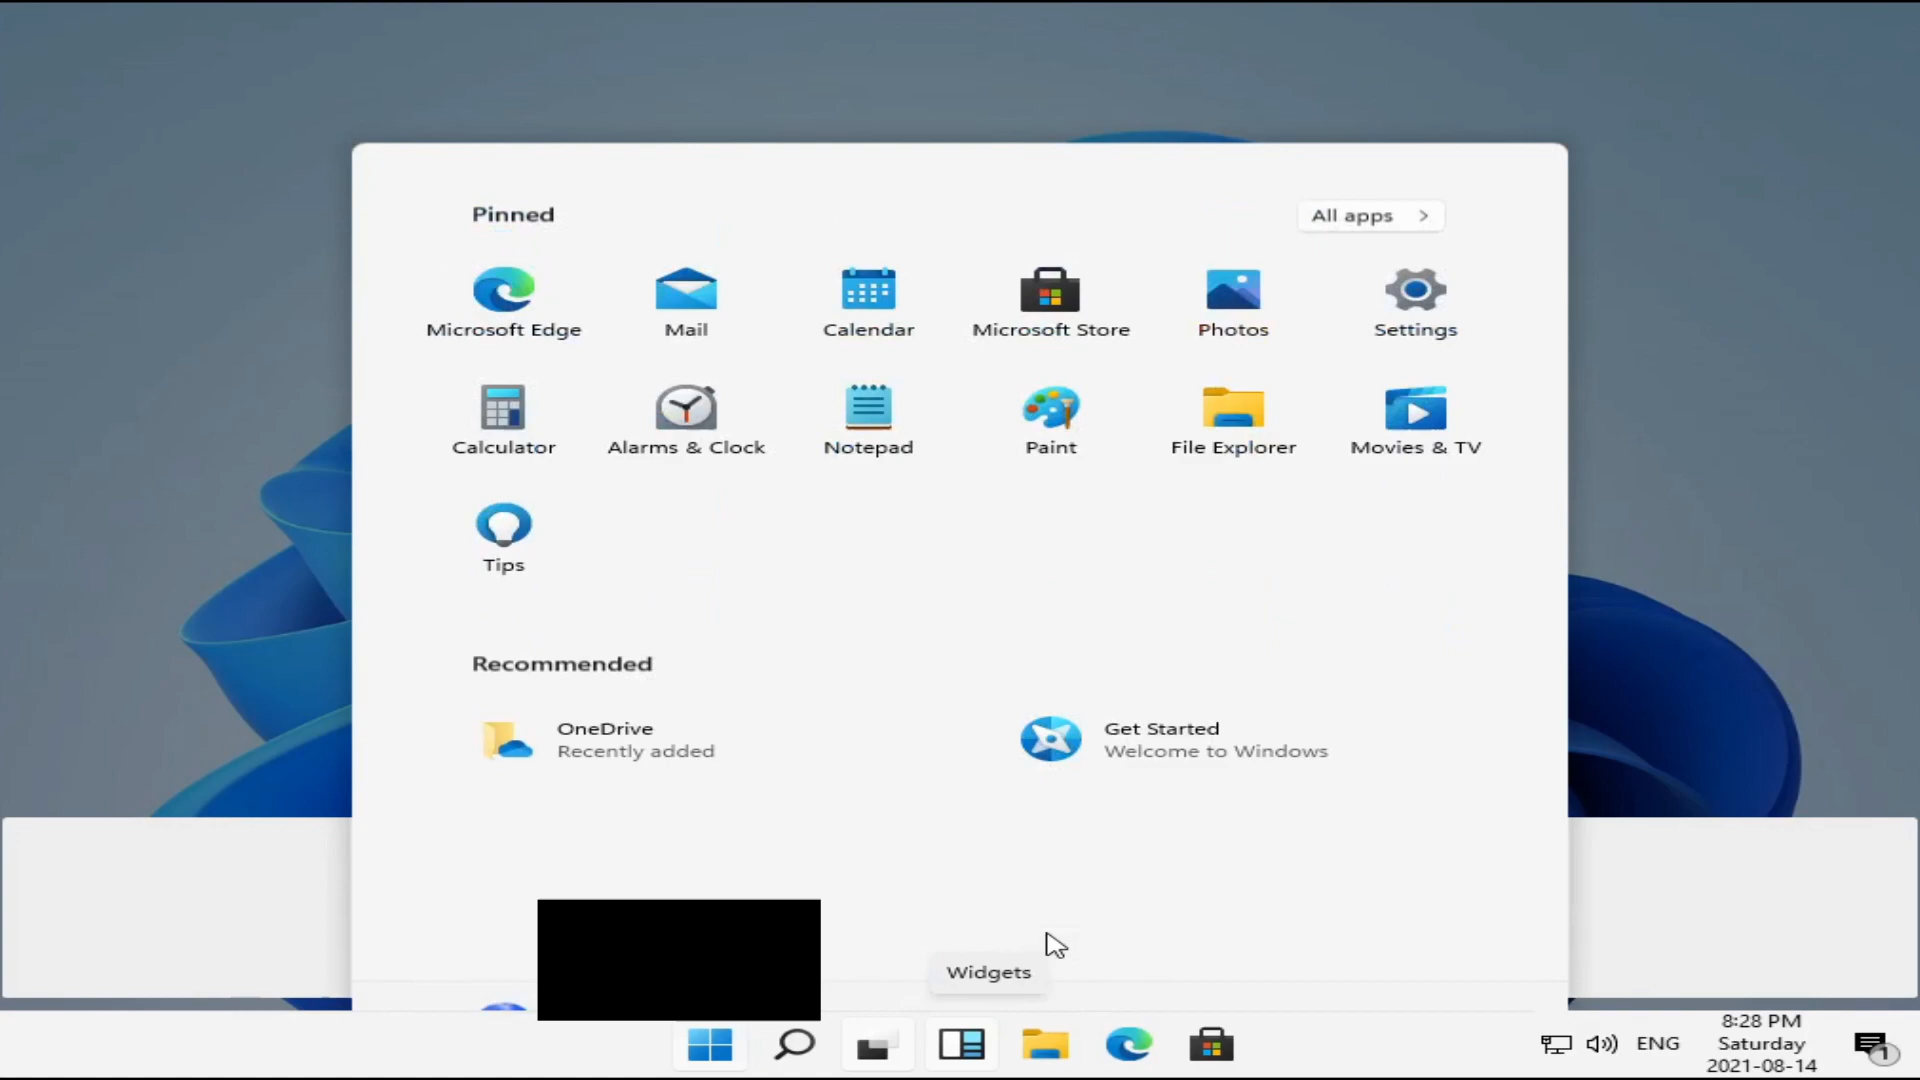 Pinned
All apps
Microsoft Edge
Mail
Calendar
Microsoft Store
Photos
Settings
Calculator
Alarms & Clock
Notepad
Paint
File Explorer
Movies & TV
Tips
Recommended
OneDrive
Recently added
Get Started
Welcome to Windows
Widgets
ENG
8:28 PM
Saturday
2021-08-14
1